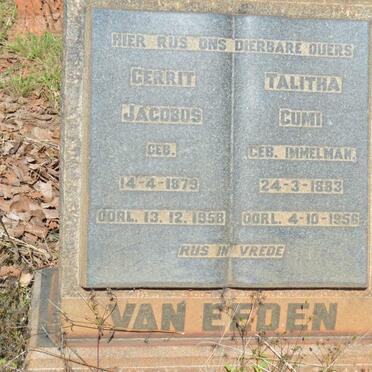 HIER RUS ONS DIERBARE OUERS
GERRIT
JACOBUS
GEB.
14-4-1879
OORL. 13.12.1958
TALITHA
CUMI
GEB. IMMELMAN.
24-3-1883
OORL. 4-10-1956
RUS IN VREDE
VAN EEDEN